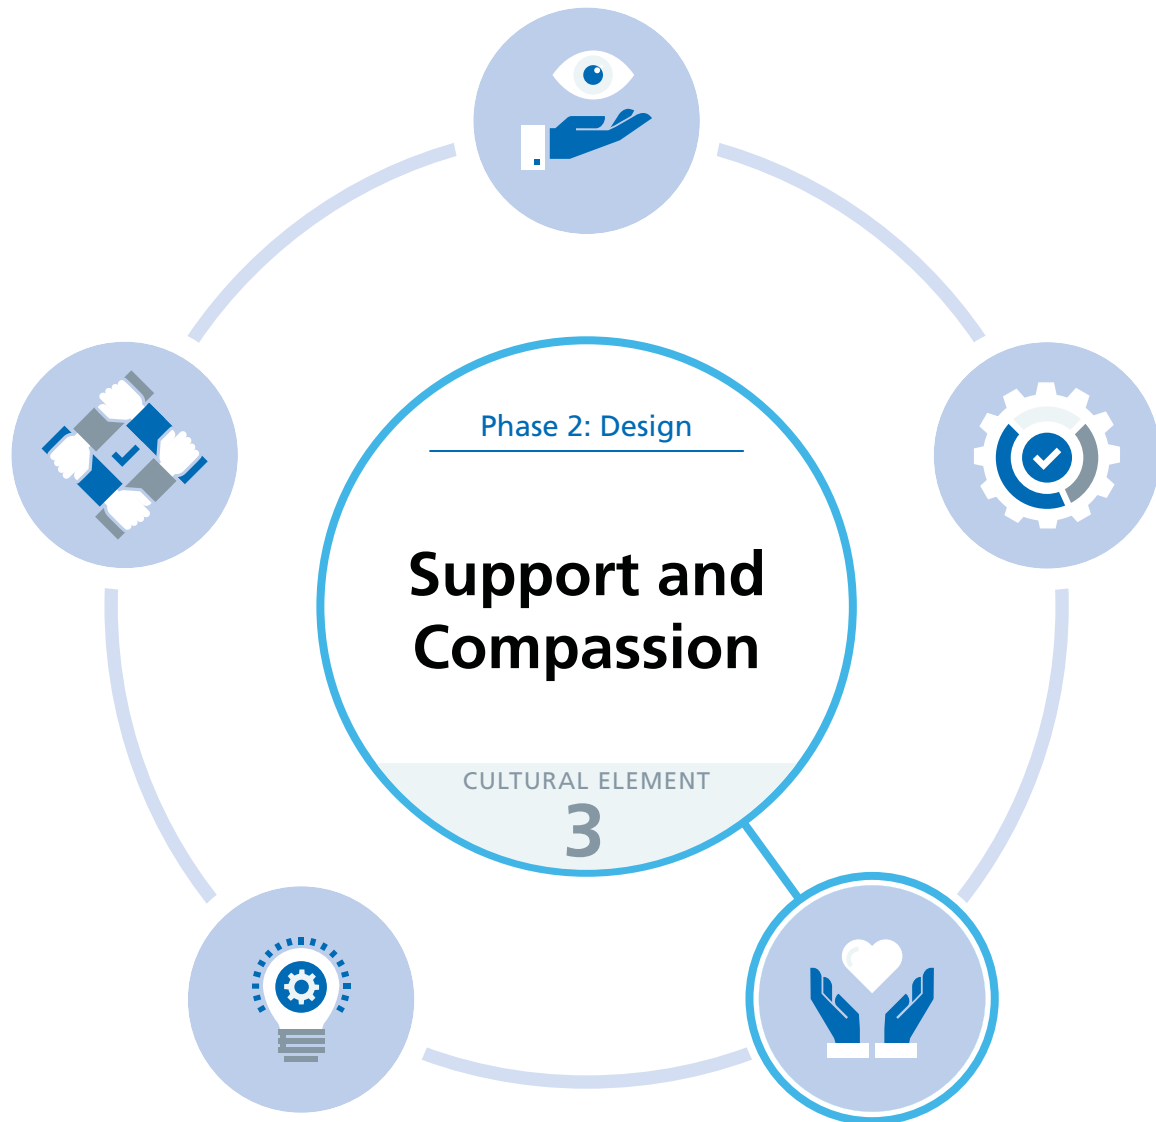 Phase 2: Design
Support and
Compassion
CULTURAL ELEMENT
3